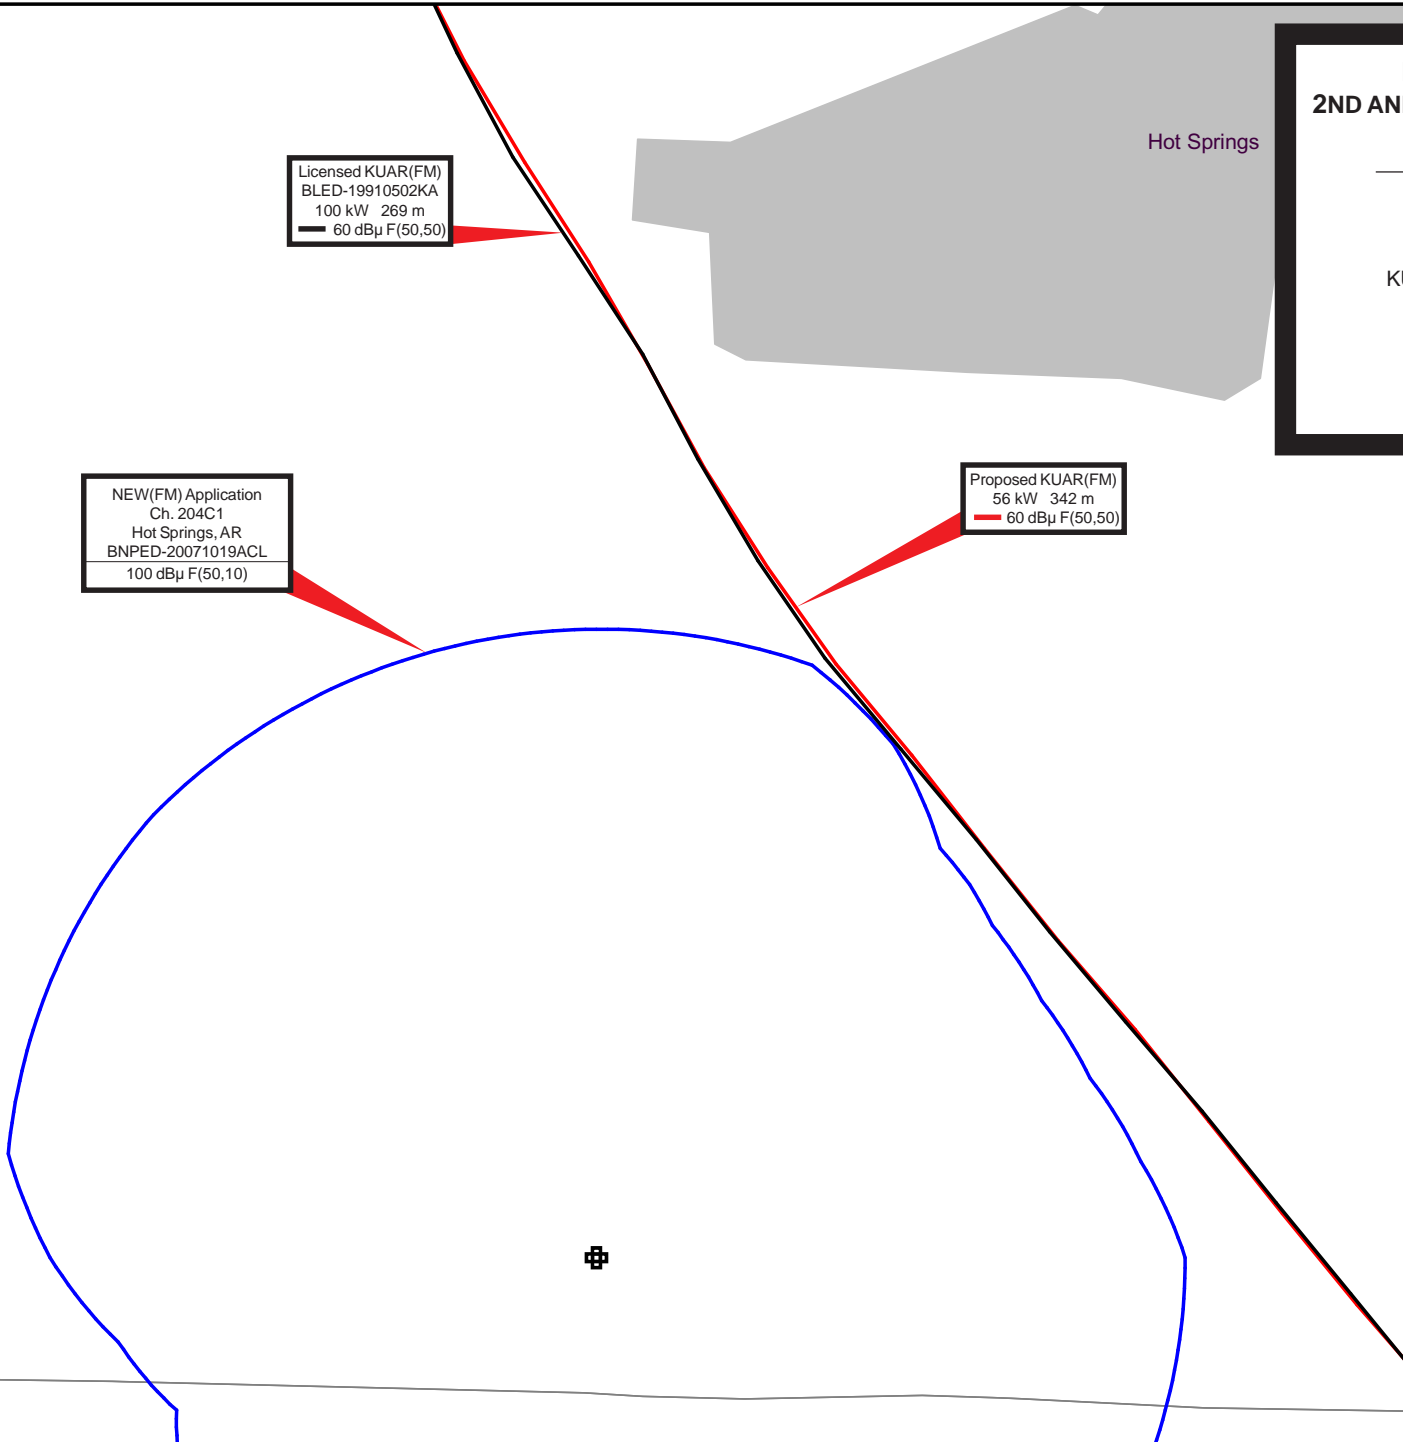 2ND
Hot Springs
Licensed KUAR(FM)
BLED-19910502KA
100 kW 269 m
60 dBµ F(50,50)
NEW(FM) Application
Ch. 204C1
Hot Springs, AR
BNPED-20071019ACL
100 dBµ F(50,10)
Proposed KUAR(FM)
56 kW 342 m
60 dBµ F(50,50)